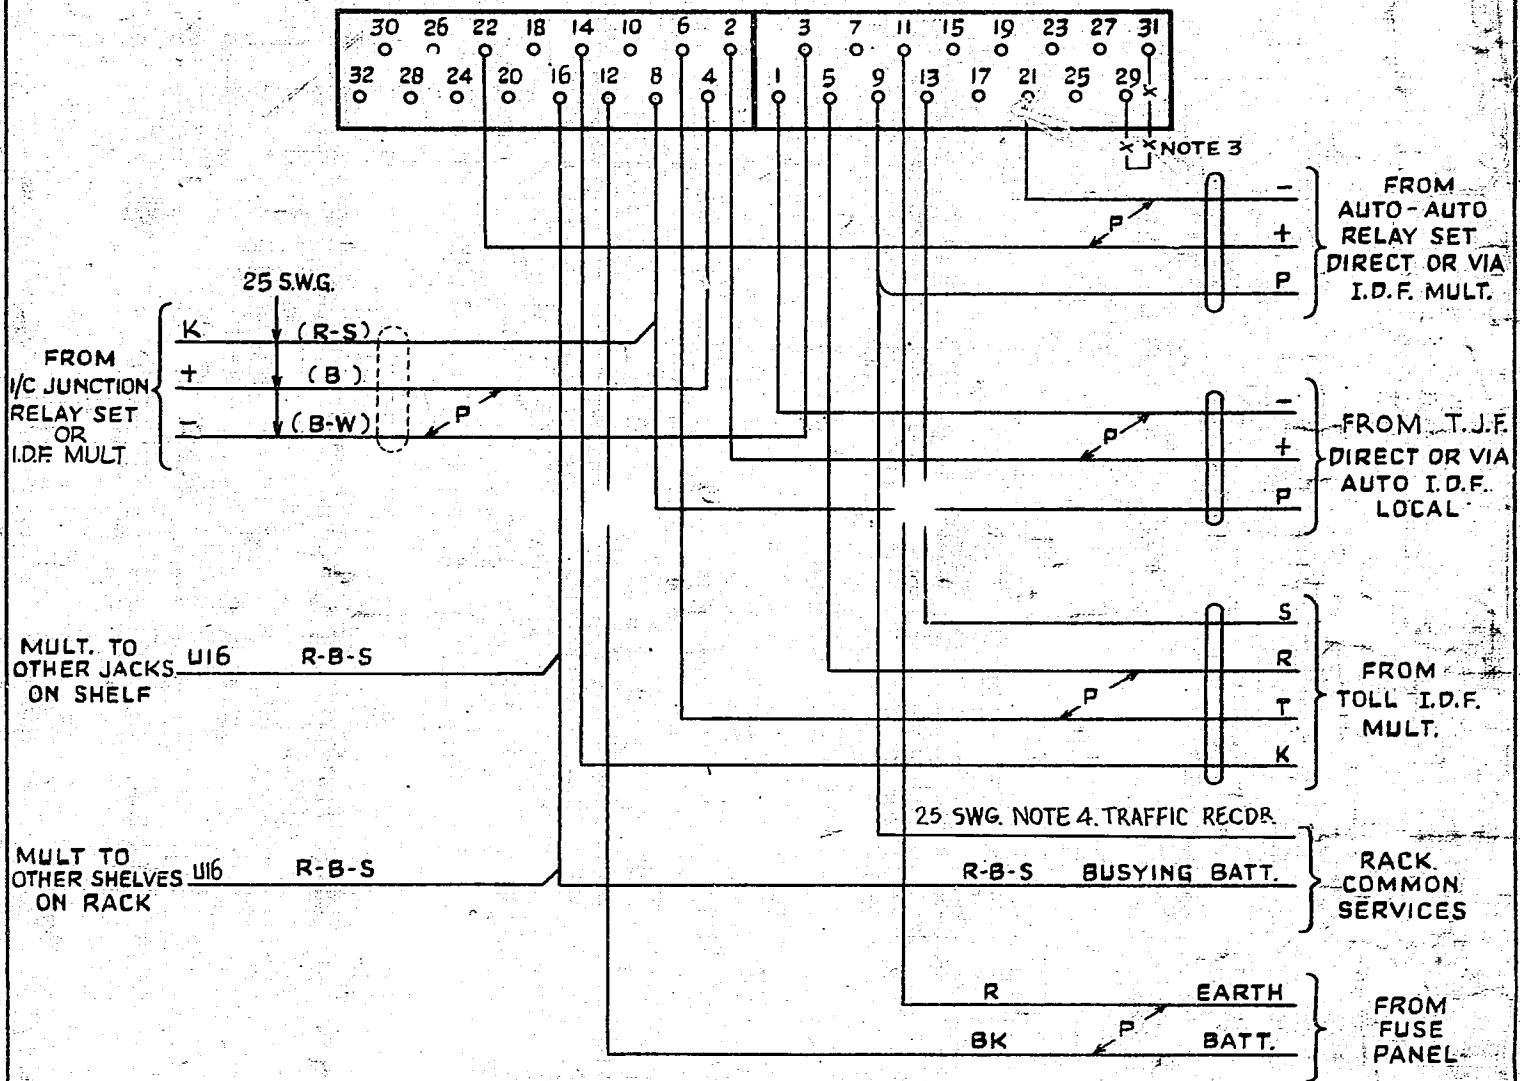 30 26 22 18 14 10 6 2 3 7 11 15 19 23 27 31
32 28 24 20 16 12 8 4 1 5 9 13 17 21 25 29
NOTE 3
-
+
P
P
FROM
AUTO-AUTO
RELAY SET
DIRECT OR VIA
I.D.F. MULT.
25 S.W.G.
K (R-S)
+ (B)
- (B-W)
P
FROM
I/C JUNCTION
RELAY SET
OR
I.D.F. MULT
-
+
P
P
FROM T.J.F.
DIRECT OR VIA
AUTO I.D.F.
LOCAL
MULT. TO
OTHER JACKS
ON SHELF
U16 R-B-S
S
R
T
K
P
FROM
TOLL I.D.F.
MULT.
MULT TO
OTHER SHELVES
ON RACK
U16 R-B-S
25 SWG. NOTE 4. TRAFFIC RECDR
R-B-S BUSYING BATT.
RACK
COMMON
SERVICES
R EARTH
P
BK BATT.
FROM
FUSE
PANEL